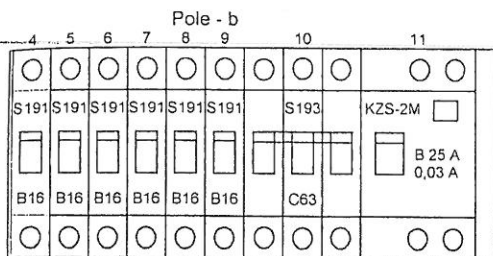 Pole - b
4 5 6 7 8 9 10 11
S191 S191 S191 S191 S191 S191 S193 KZS-2M
B 25 A
0,03 A
B16 B16 B16 B16 B16 B16 C63